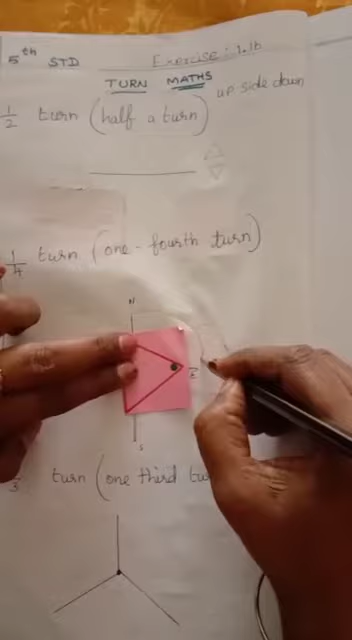 5th STD Exercise: 1.1b
TURN MATHS
1/2 turn (half a turn) up side down
1/4 turn (one-fourth turn)
N
E
S
3 turn (one third tu